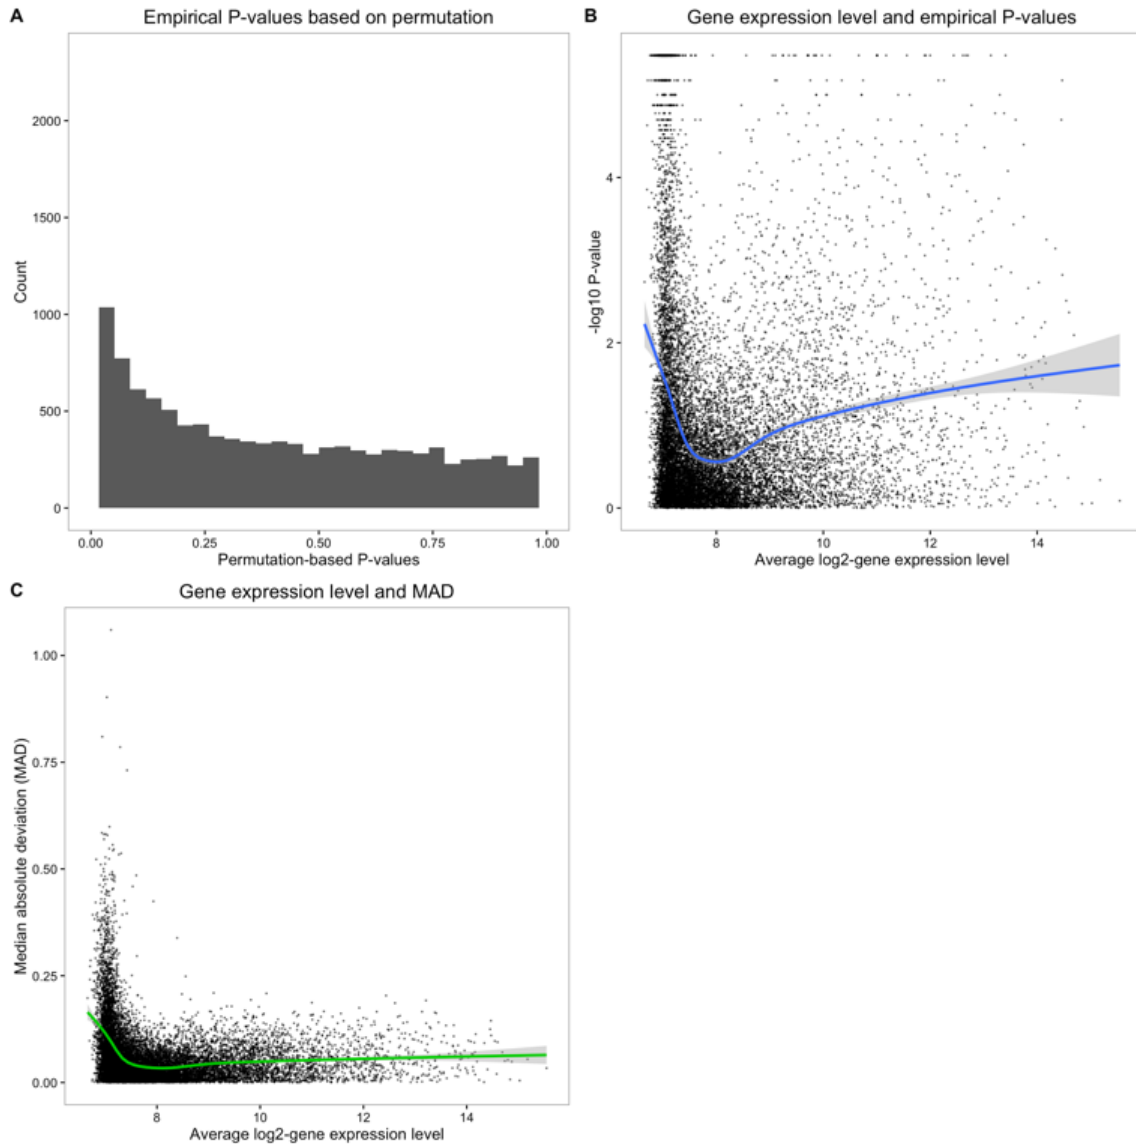 A
Empirical P-values based on permutation
2000
1500
1000
500
0
Count
0.00
0.25
0.50
0.75
1.00
Permutation-based P-values
B
Gene expression level and empirical P-values
4
2
0
-log10 P-value
8
10
12
14
Average log2-gene expression level
C
Gene expression level and MAD
1.00
0.75
0.50
0.25
0.00
Median absolute deviation (MAD)
8
10
12
14
Average log2-gene expression level